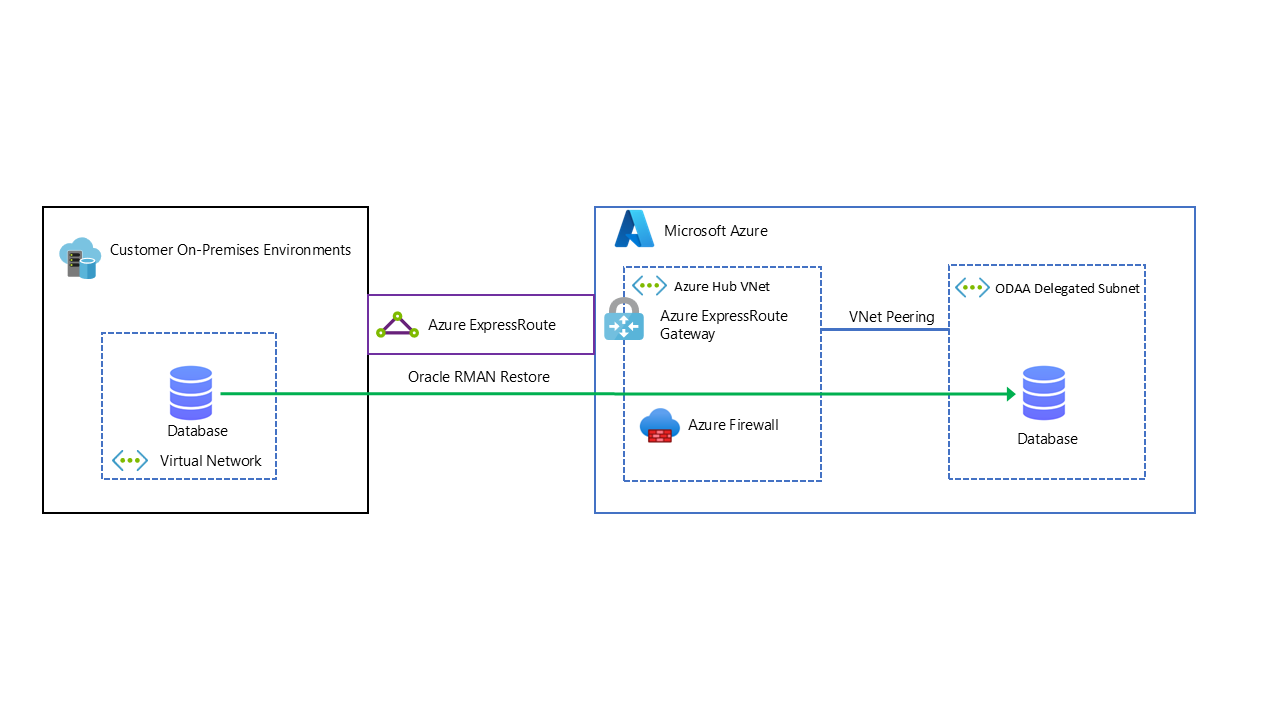 Customer On-Premises Environments
Database
Virtual Network
Azure ExpressRoute
Oracle RMAN Restore
Microsoft Azure
Azure Hub VNet
Azure ExpressRoute
Gateway
Azure Firewall
VNet Peering
ODAA Delegated Subnet
Database